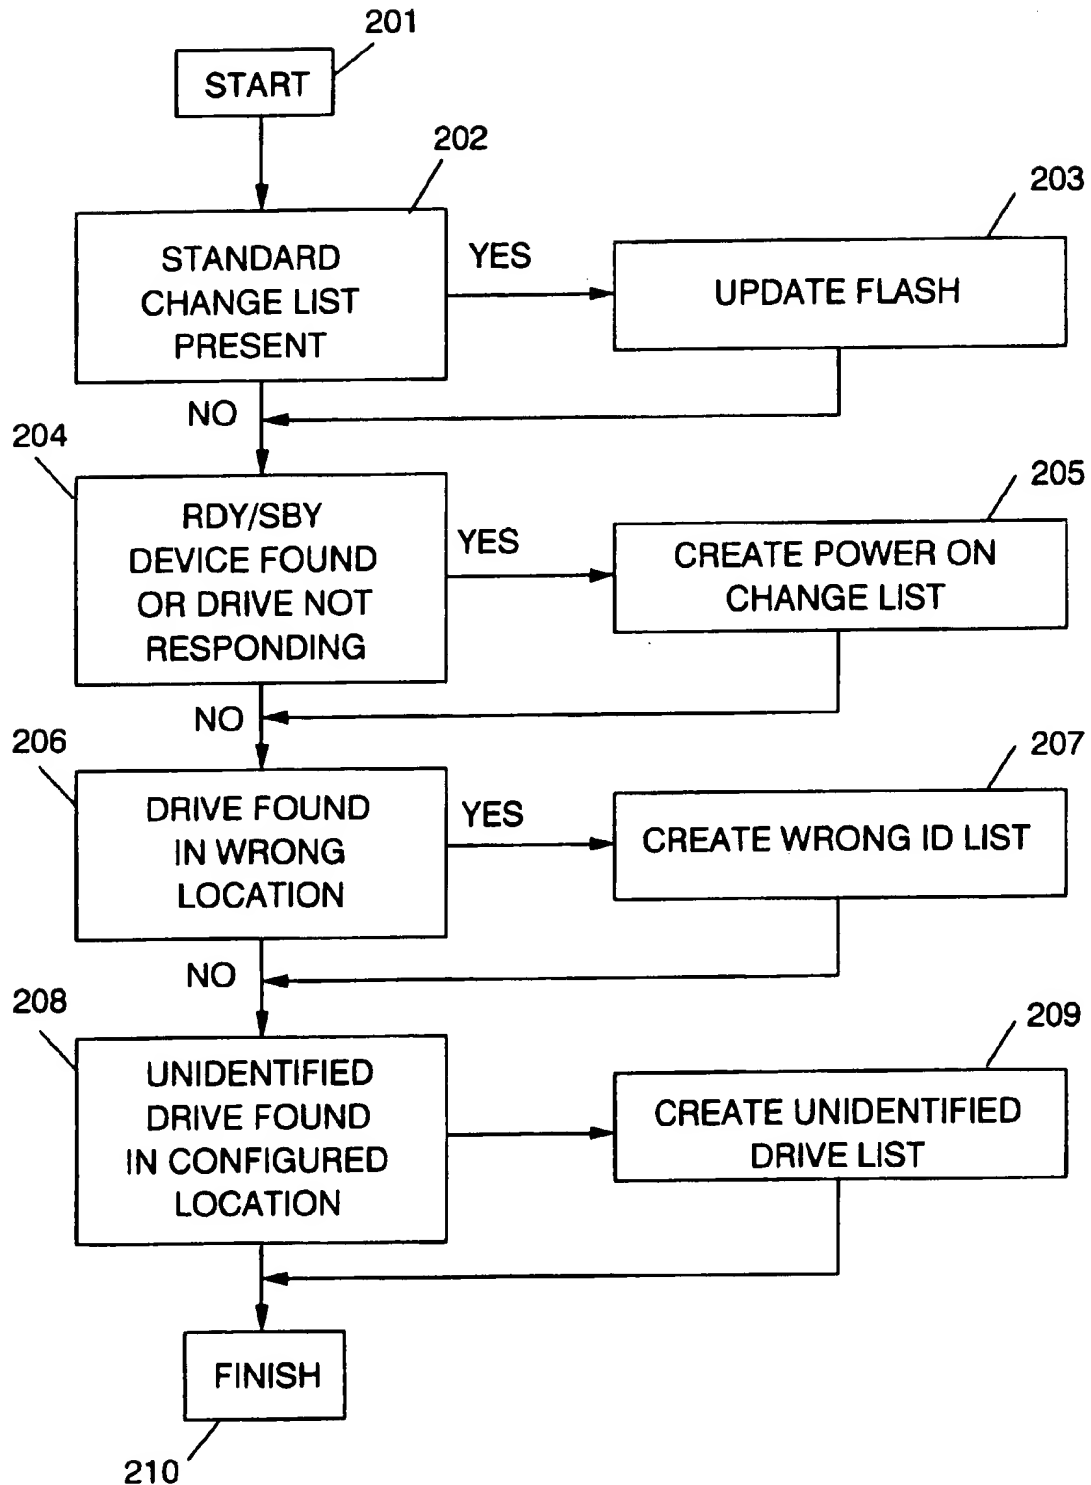 201
START
202
STANDARD
CHANGE LIST
PRESENT
YES
203
UPDATE FLASH
NO
204
RDY/SBY
DEVICE FOUND
OR DRIVE NOT
RESPONDING
YES
205
CREATE POWER ON
CHANGE LIST
NO
206
DRIVE FOUND
IN WRONG
LOCATION
YES
207
CREATE WRONG ID LIST
NO
208
UNIDENTIFIED
DRIVE FOUND
IN CONFIGURED
LOCATION
209
CREATE UNIDENTIFIED
DRIVE LIST
FINISH
210